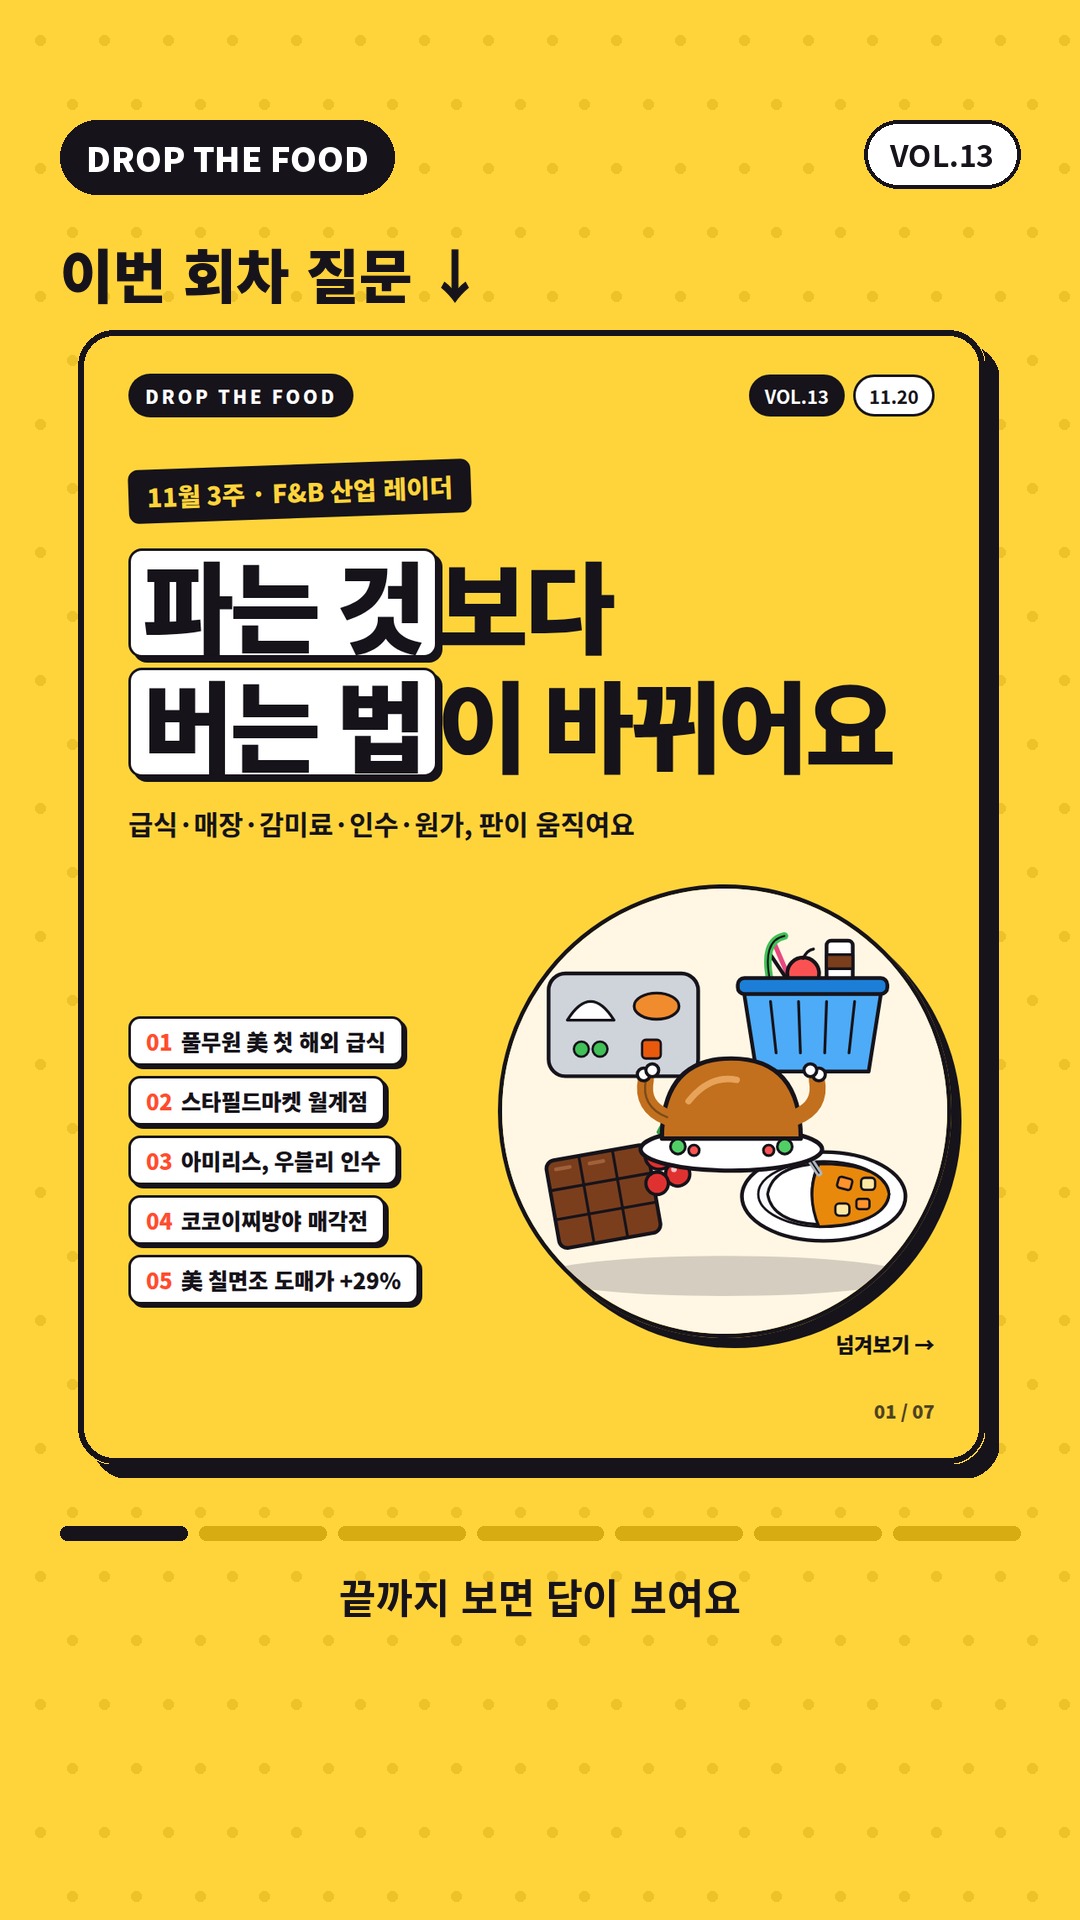 DROP THE FOOD
VOL.13
이번 회차 질문 ↓
DROP THE FOOD
VOL.13 11.20
11월 3주 · F&B 산업 레이더
파는 것보다
버는 법이 바뀌어요
급식·매장·감미료·인수·원가, 판이 움직여요
01 풀무원 美 첫 해외 급식
02 스타필드마켓 월계점
03 아미리스, 우블리 인수
04 코코이찌방야 매각전
05 美 칠면조 도매가 +29%
넘겨보기 →
01 / 07
끝까지 보면 답이 보여요